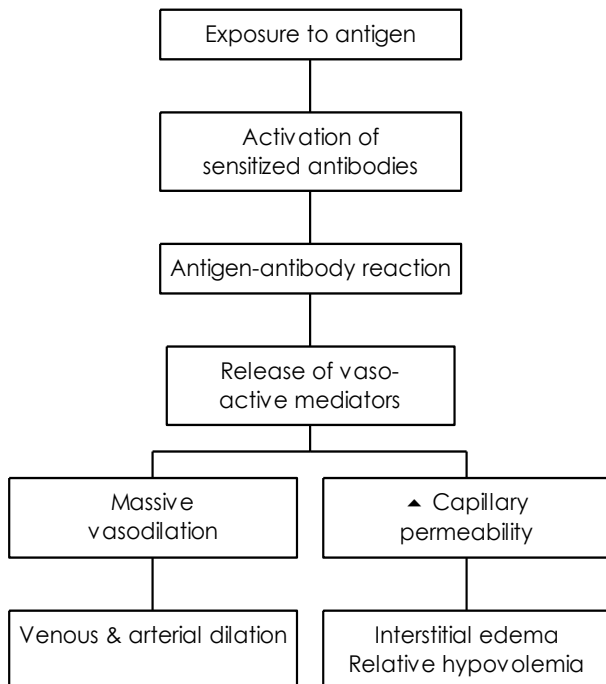 Exposure to antigen
Activation of
sensitized antibodies
Antigen-antibody reaction
Release of vaso-
active mediators
Massive
vasodilation
▲ Capillary
permeability
Venous & arterial dilation
Interstitial edema
Relative hypovolemia